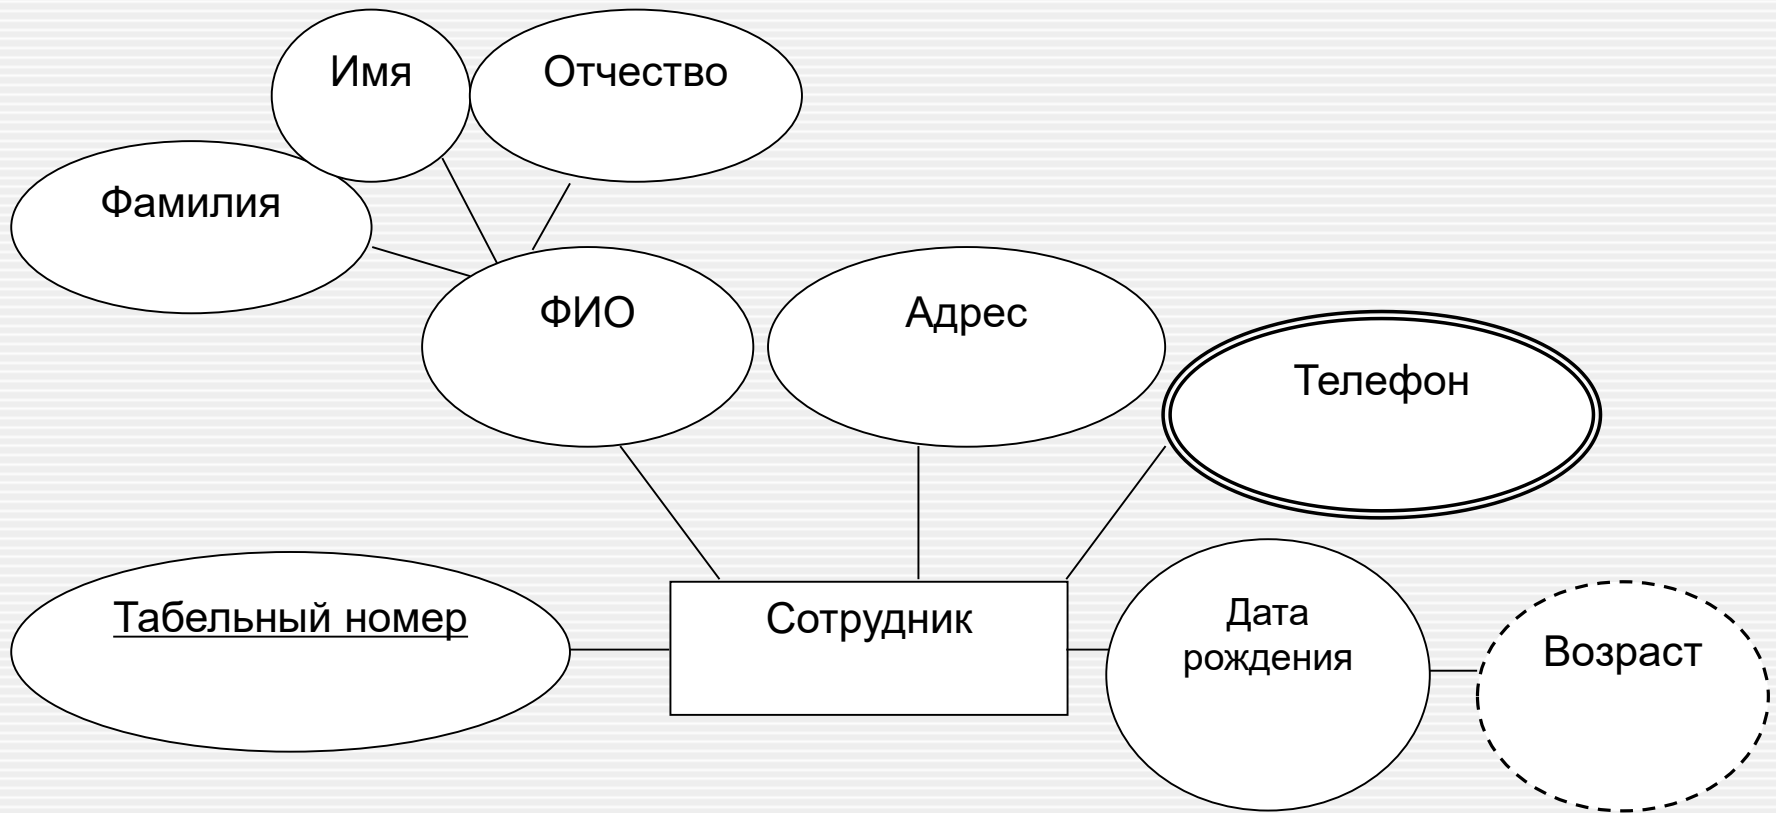 Имя
Отчество
Фамилия
ФИО
Адрес
Телефон
Табельный номер
Сотрудник
Дата
рождения
Возраст